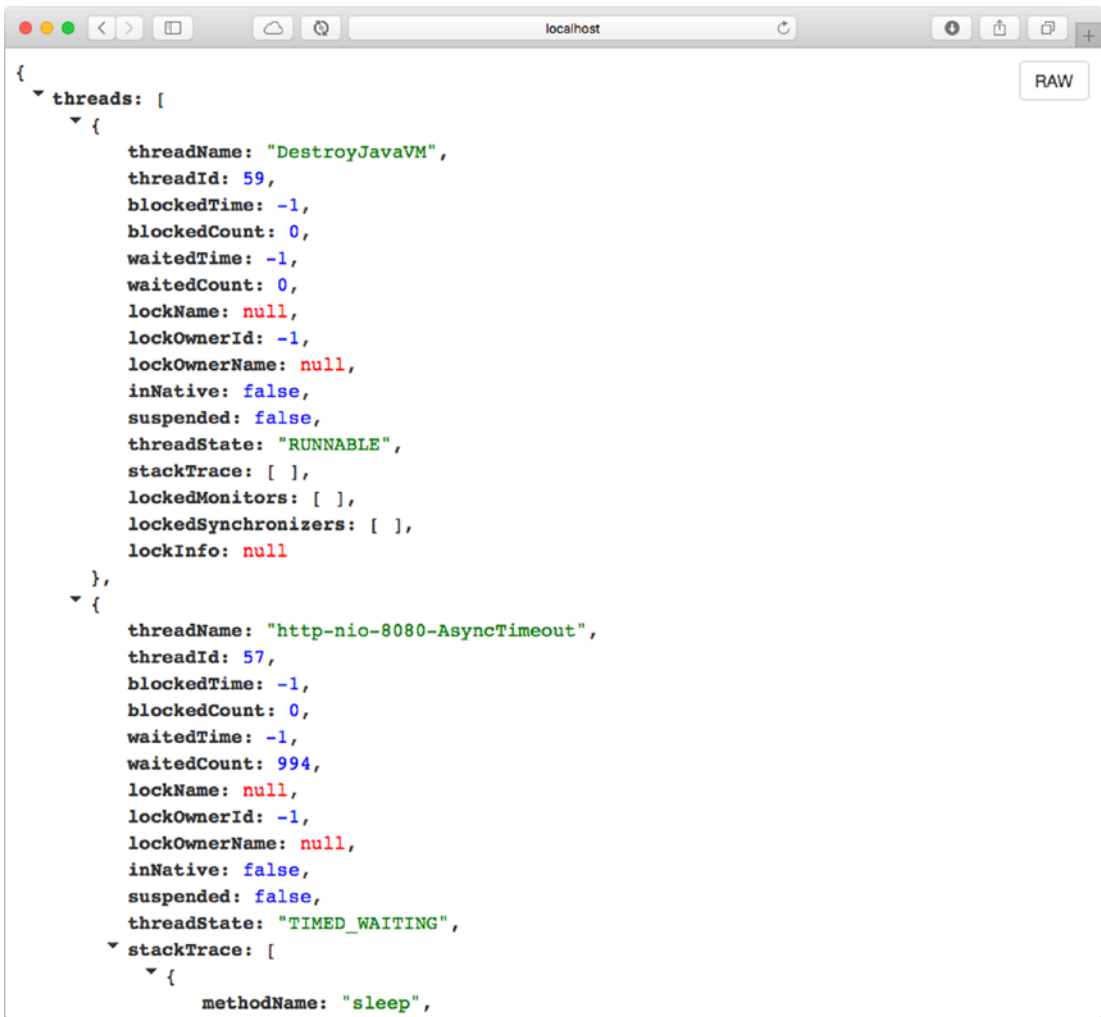 localhost
RAW
{
threads: [
{
threadName: "DestroyJavaVM",
threadId: 59,
blockedTime: -1,
blockedCount: 0,
waitedTime: -1,
waitedCount: 0,
lockName: null,
lockOwnerId: -1,
lockOwnerName: null,
inNative: false,
suspended: false,
threadState: "RUNNABLE",
stackTrace: [ ],
lockedMonitors: [ ],
lockedSynchronizers: [ ],
lockInfo: null
},
{
threadName: "http-nio-8080-AsyncTimeout",
threadId: 57,
blockedTime: -1,
blockedCount: 0,
waitedTime: -1,
waitedCount: 994,
lockName: null,
lockOwnerId: -1,
lockOwnerName: null,
inNative: false,
suspended: false,
threadState: "TIMED_WAITING",
stackTrace: [
{
methodName: "sleep",